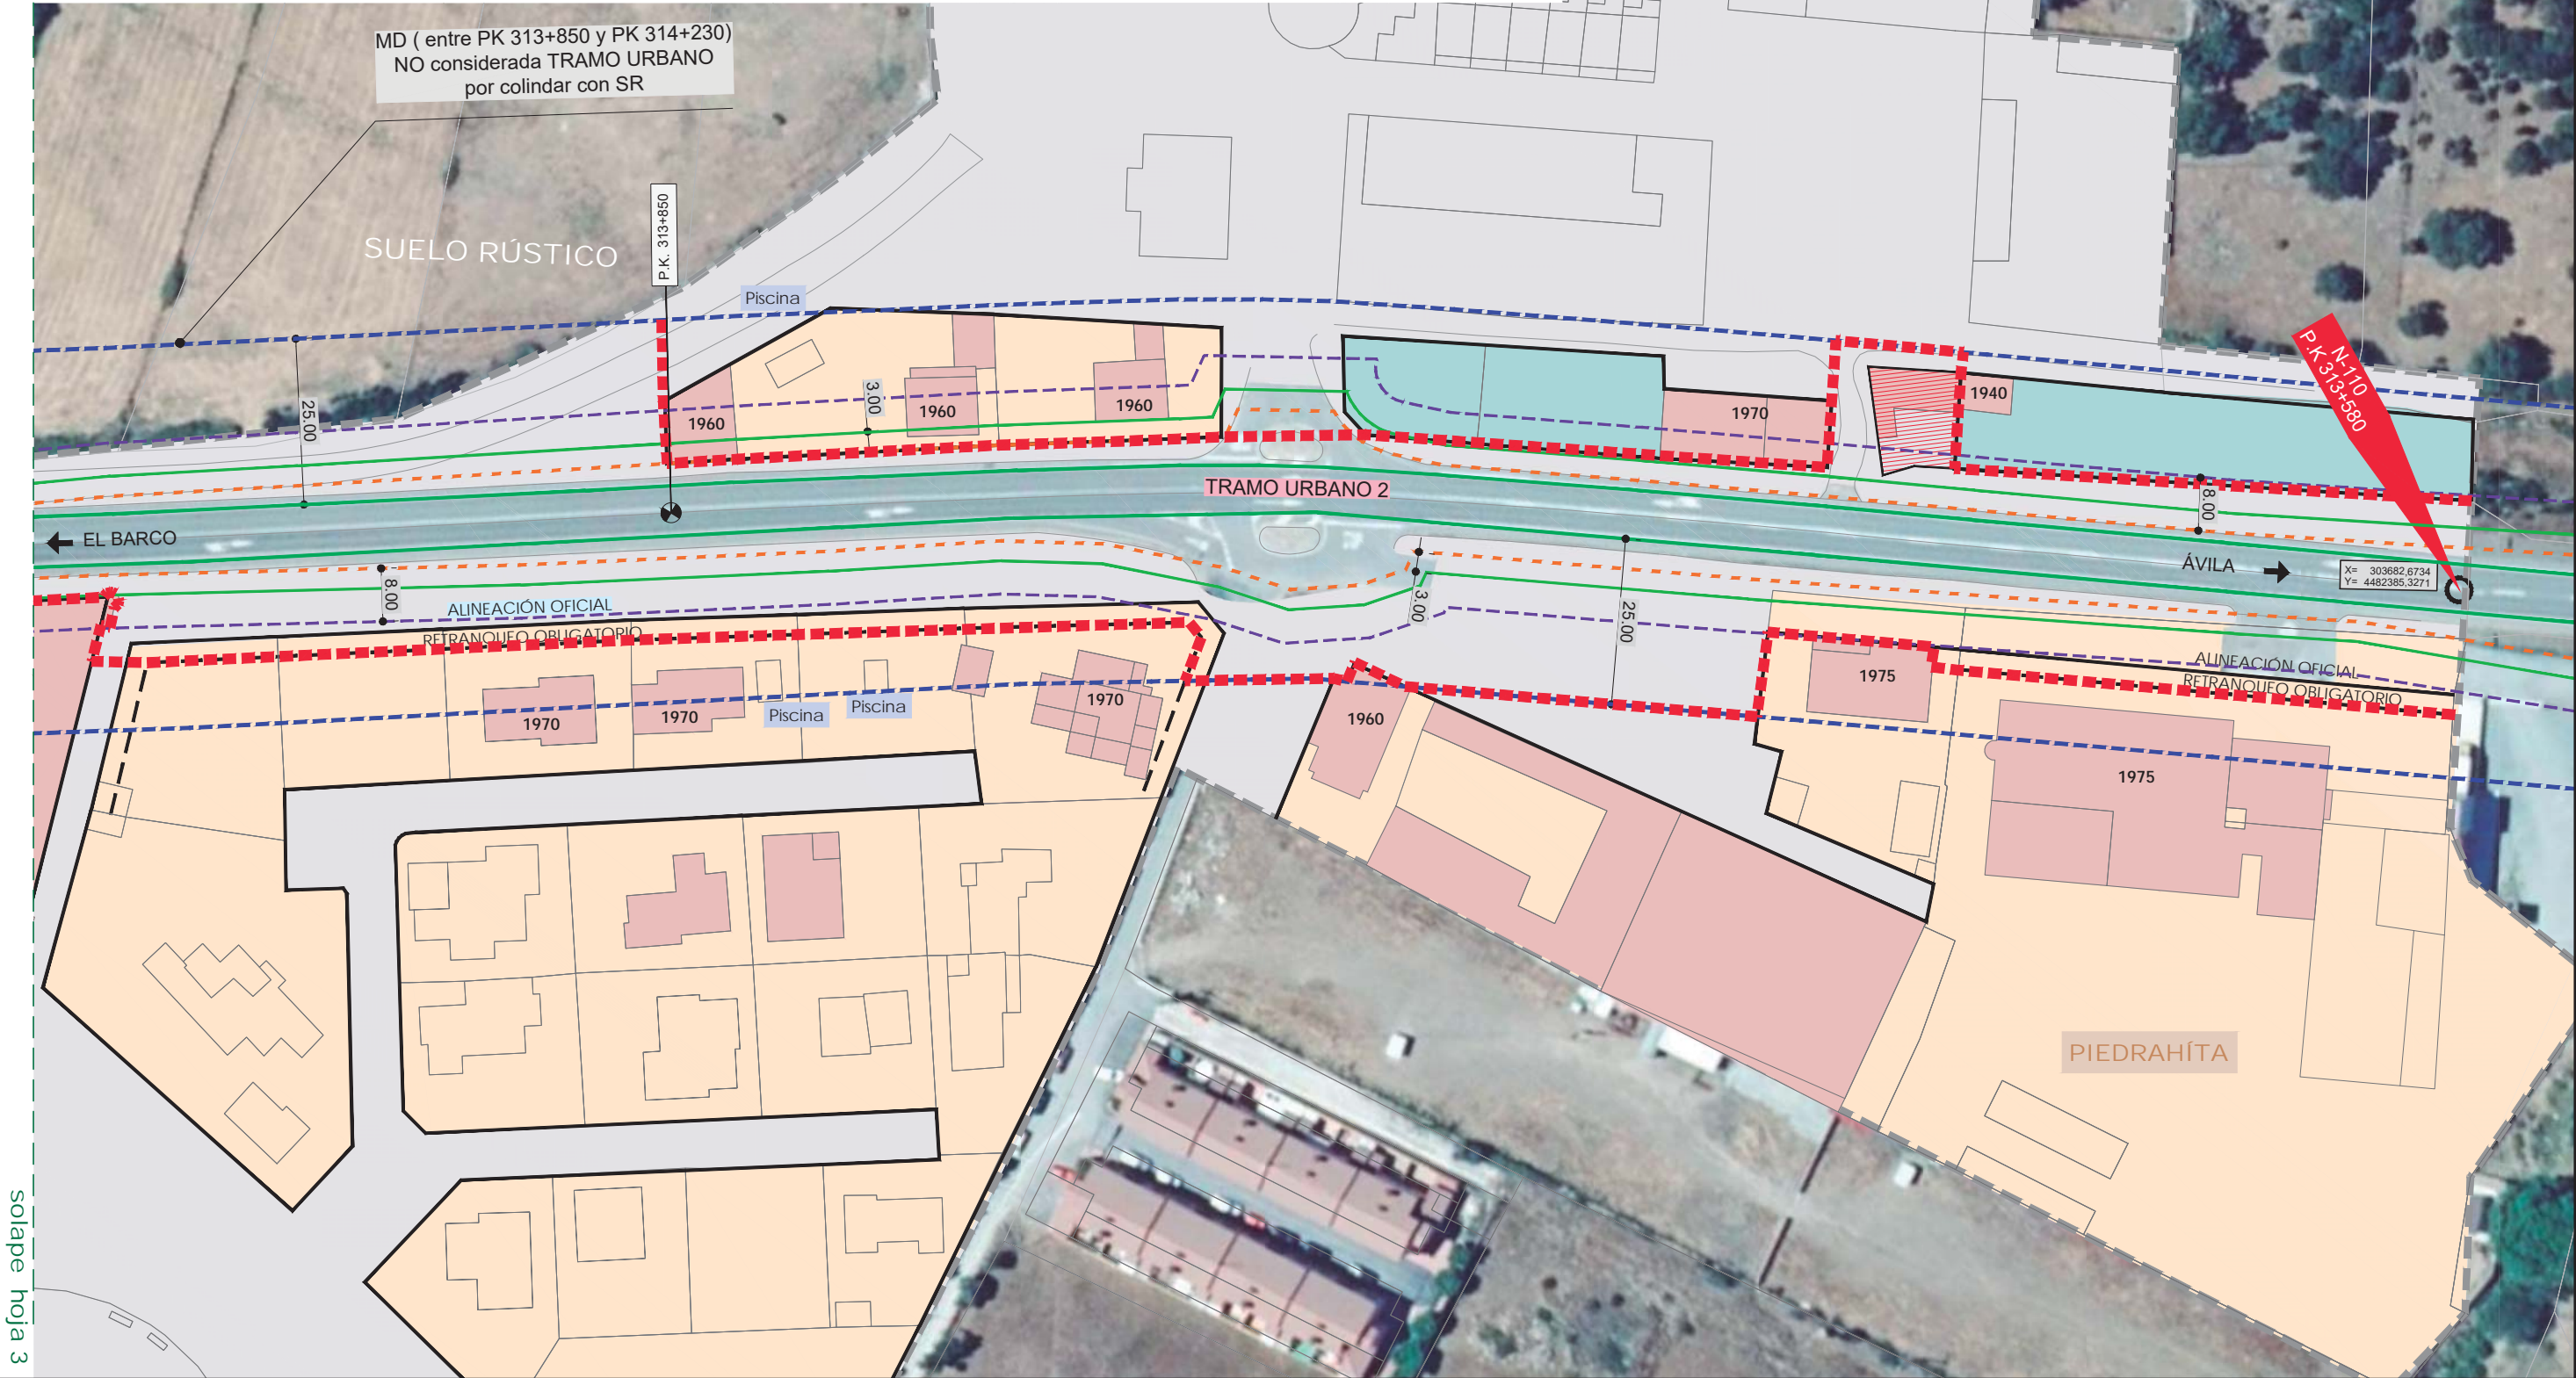 MD ( entre PK 313+850 y PK 314+230)
NO considerada TRAMO URBANO
por colindar con SR
SUELO RÚSTICO
P.K. 313+850
Piscina
N-110
P.K 313+580
25.00
3.00
1960
1960
1960
1970
1940
TRAMO URBANO 2
8.00
EL BARCO
ÁVILA
X= 303682,6734
Y= 4482385,3271
8.00
ALINEACIÓN OFICIAL
RETRANQUEO OBLIGATORIO
3.00
25.00
ALINEACIÓN OFICIAL
RETRANQUEO OBLIGATORIO
1970
1970
Piscina
Piscina
1970
1960
1975
1975
PIEDRAHÍTA
solape hoja 3